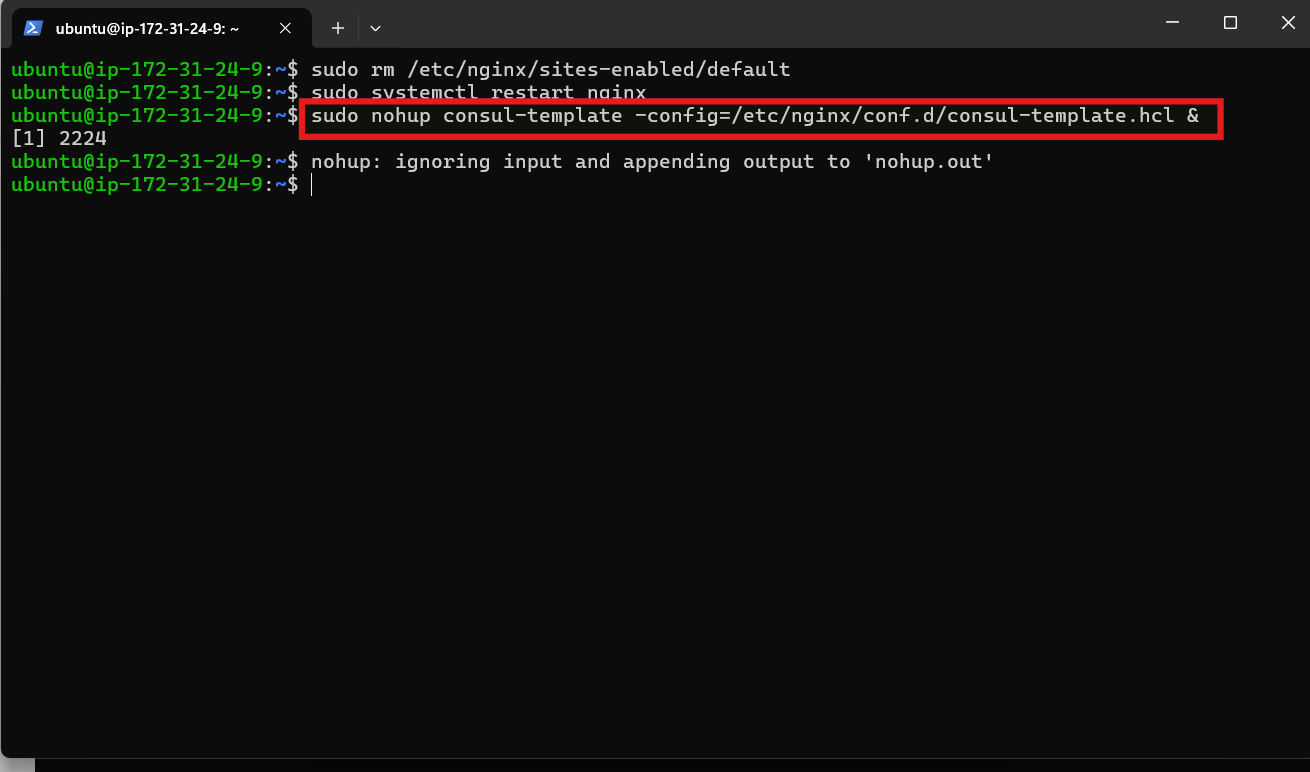 ubuntu@ip-172-31-24-9: ~
ubuntu@ip-172-31-24-9:~$ sudo rm /etc/nginx/sites-enabled/default
ubuntu@ip-172-31-24-9:~$ sudo systemctl restart nginx
ubuntu@ip-172-31-24-9:~$ sudo nohup consul-template -config=/etc/nginx/conf.d/consul-template.hcl &
[1] 2224
ubuntu@ip-172-31-24-9:~$ nohup: ignoring input and appending output to 'nohup.out'
ubuntu@ip-172-31-24-9:~$